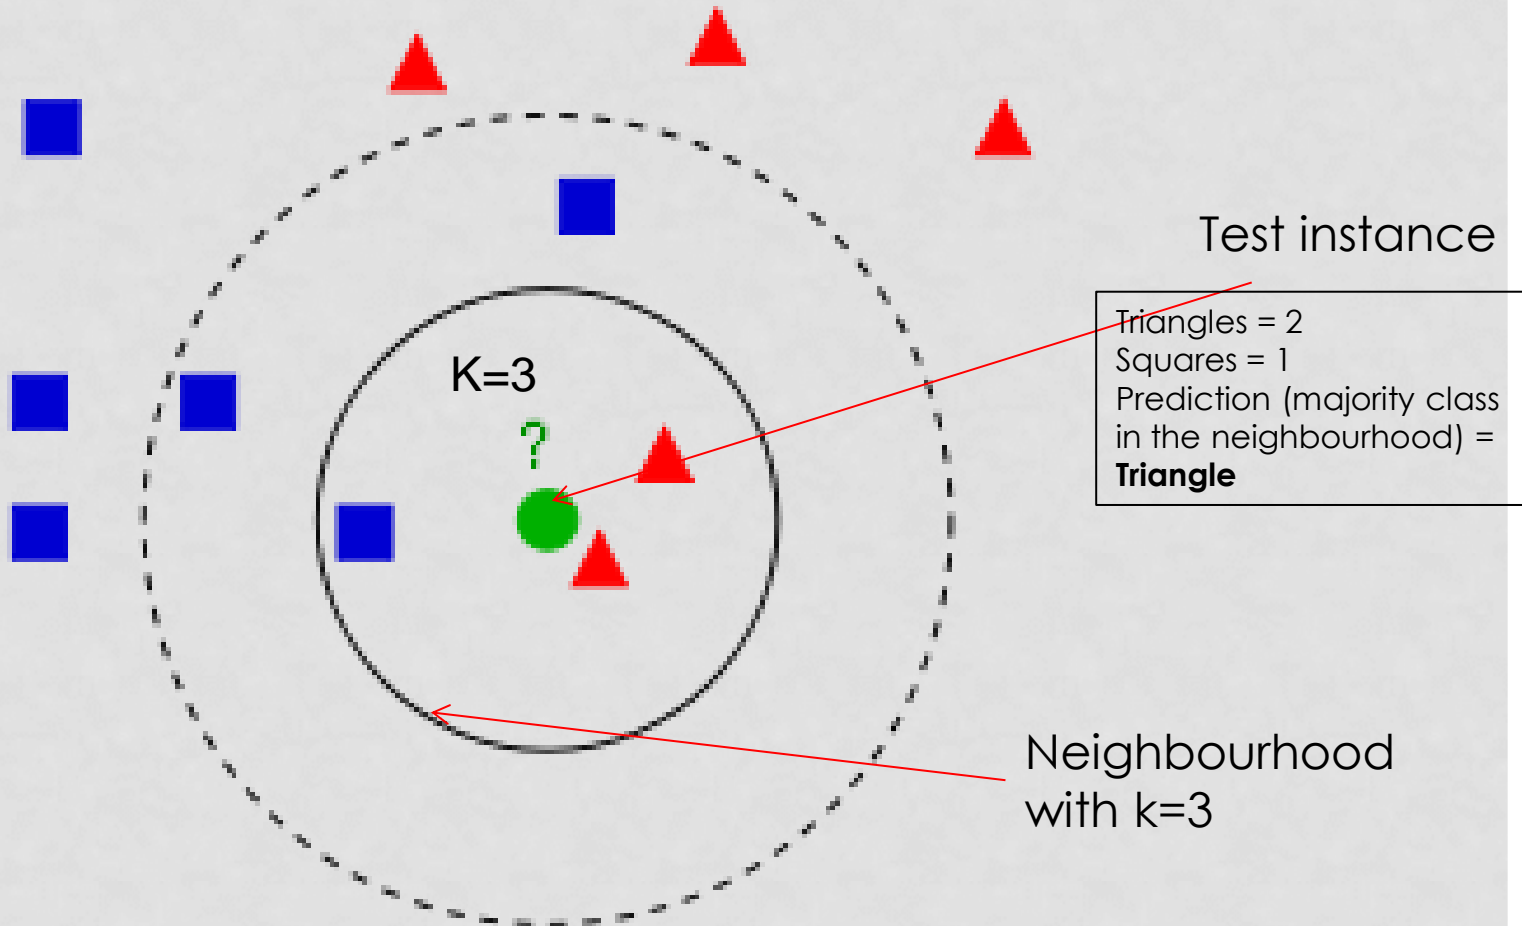 Test instance
Triangles = 2
Squares = 1
Prediction (majority class
in the neighbourhood) =
Triangle
K=3
?
Neighbourhood
with k=3